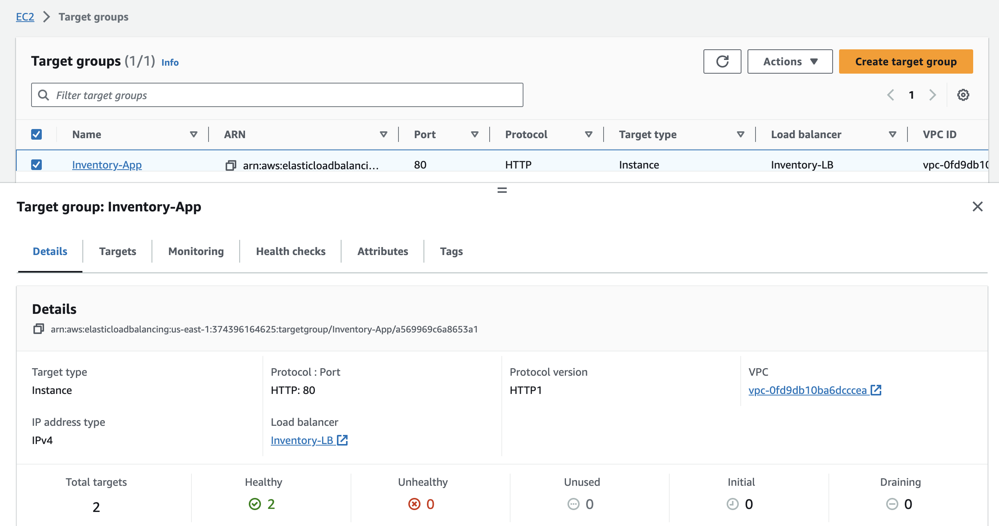 EC2 Target groups
Target groups (1/1) Info
Actions Create target group
Filter target groups
1
Name ARN Port Protocol Target type Load balancer VPC ID
Inventory-App arn:aws:elasticloadbalanci... 80 HTTP Instance Inventory-LB vpc-0fd9db10
Target group: Inventory-App
Details Targets Monitoring Health checks Attributes Tags
Details
arn:aws:elasticloadbalancing:us-east-1:374396164625:targetgroup/Inventory-App/a569969c6a8653a1
Target type Protocol : Port Protocol version VPC
Instance HTTP: 80 HTTP1 vpc-0fd9db10ba6dcccea
IP address type Load balancer
IPv4 Inventory-LB
Total targets Healthy Unhealthy Unused Initial Draining
2 2 0 0 0 0